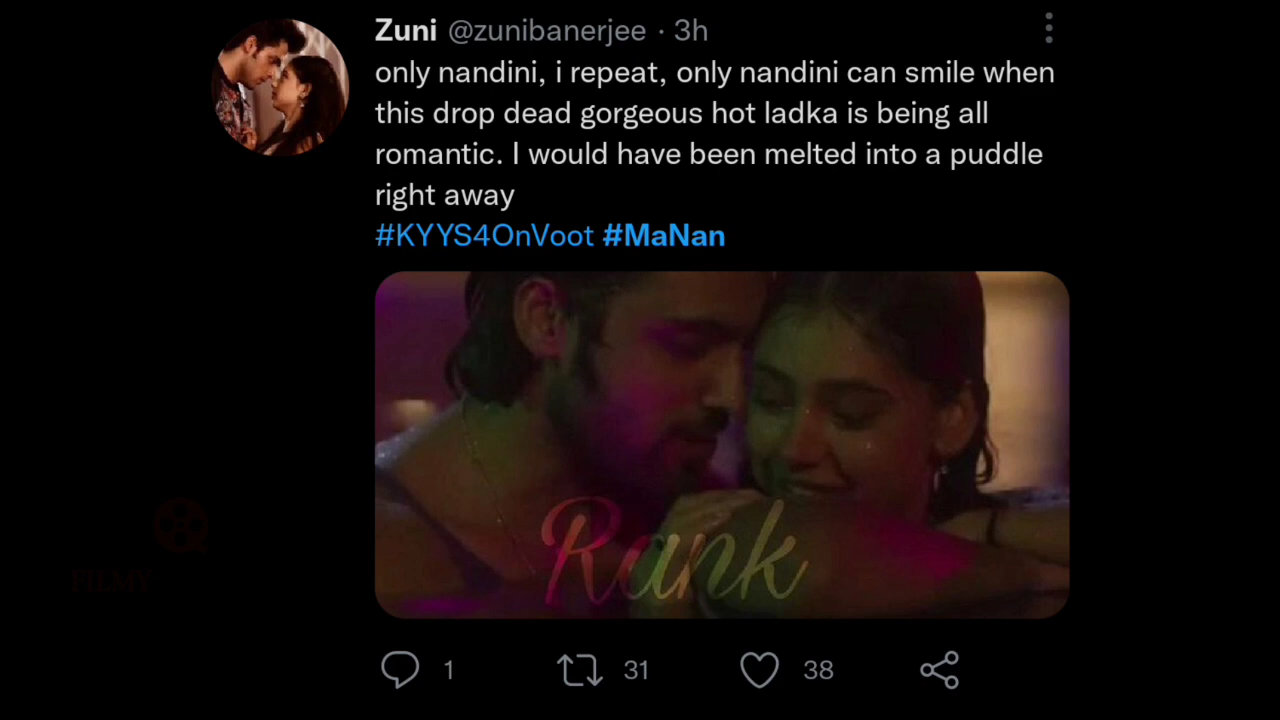 Zuni @zunibanerjee · 3h
only nandini, i repeat, only nandini can smile when
this drop dead gorgeous hot ladka is being all
romantic. I would have been melted into a puddle
right away
#KYYS4OnVoot #MaNan
Rank
FILMY
1 31 38